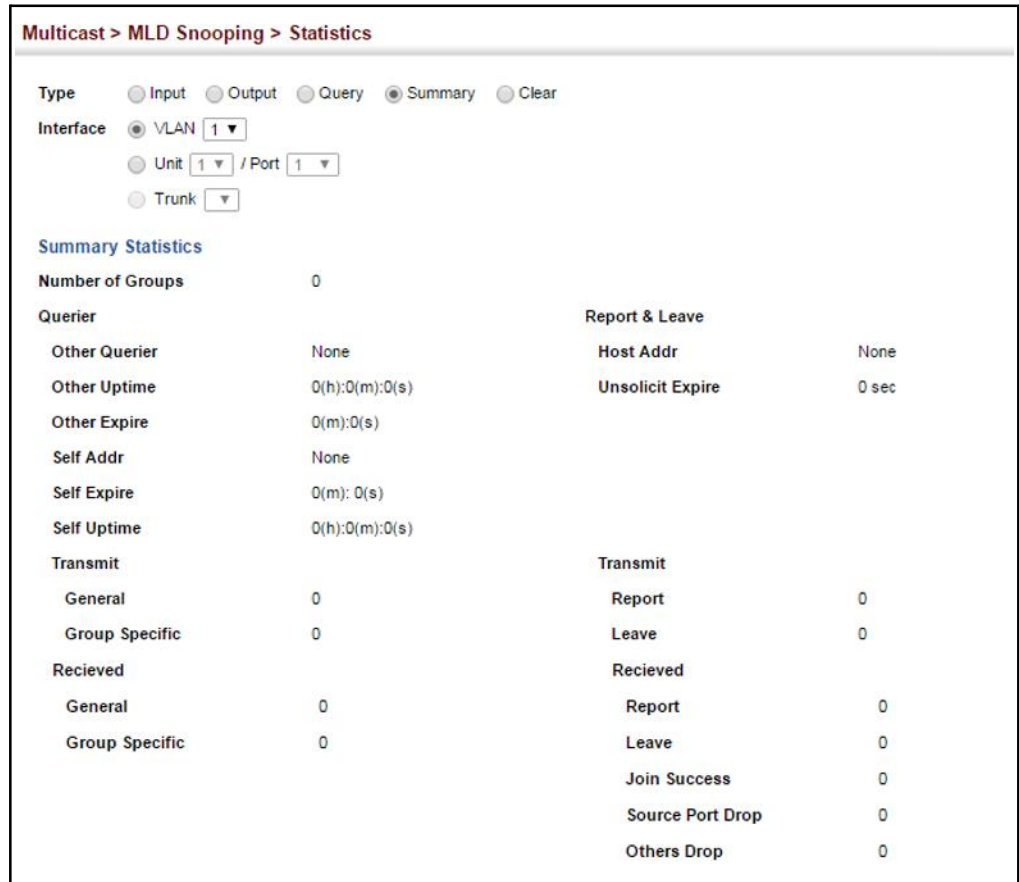 Multicast > MLD Snooping > Statistics
Type Input Output Query Summary Clear
Interface VLAN 1
Unit 1 / Port 1
Trunk
Summary Statistics
Number of Groups 0
Querier Report & Leave
Other Querier None Host Addr None
Other Uptime 0(h):0(m):0(s) Unsolicit Expire 0 sec
Other Expire 0(m):0(s)
Self Addr None
Self Expire 0(m): 0(s)
Self Uptime 0(h):0(m):0(s)
Transmit Transmit
General 0 Report 0
Group Specific 0 Leave 0
Recieved Recieved
General 0 Report 0
Group Specific 0 Leave 0
Join Success 0
Source Port Drop 0
Others Drop 0